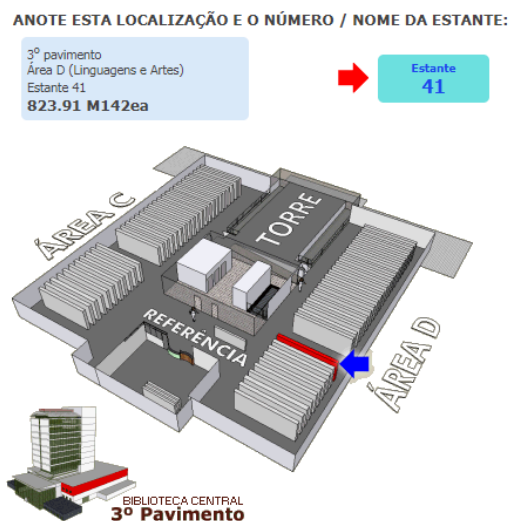 ANOTE ESTA LOCALIZAÇÃO E O NÚMERO / NOME DA ESTANTE:
3º pavimento
Área D (Linguagens e Artes)
Estante 41
823.91 M142ea
Estante
41
ÁREA C
TORRE
REFERÊNCIA
ÁREA D
BIBLIOTECA CENTRAL
3º Pavimento